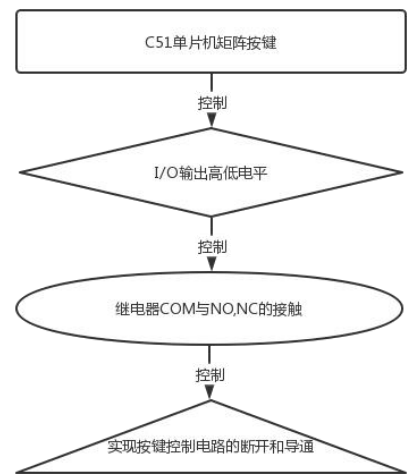 C51单片机矩阵按键
控制
I/O输出高低电平
控制
继电器COM与NO,NC的接触
控制
实现按键控制电路的断开和导通